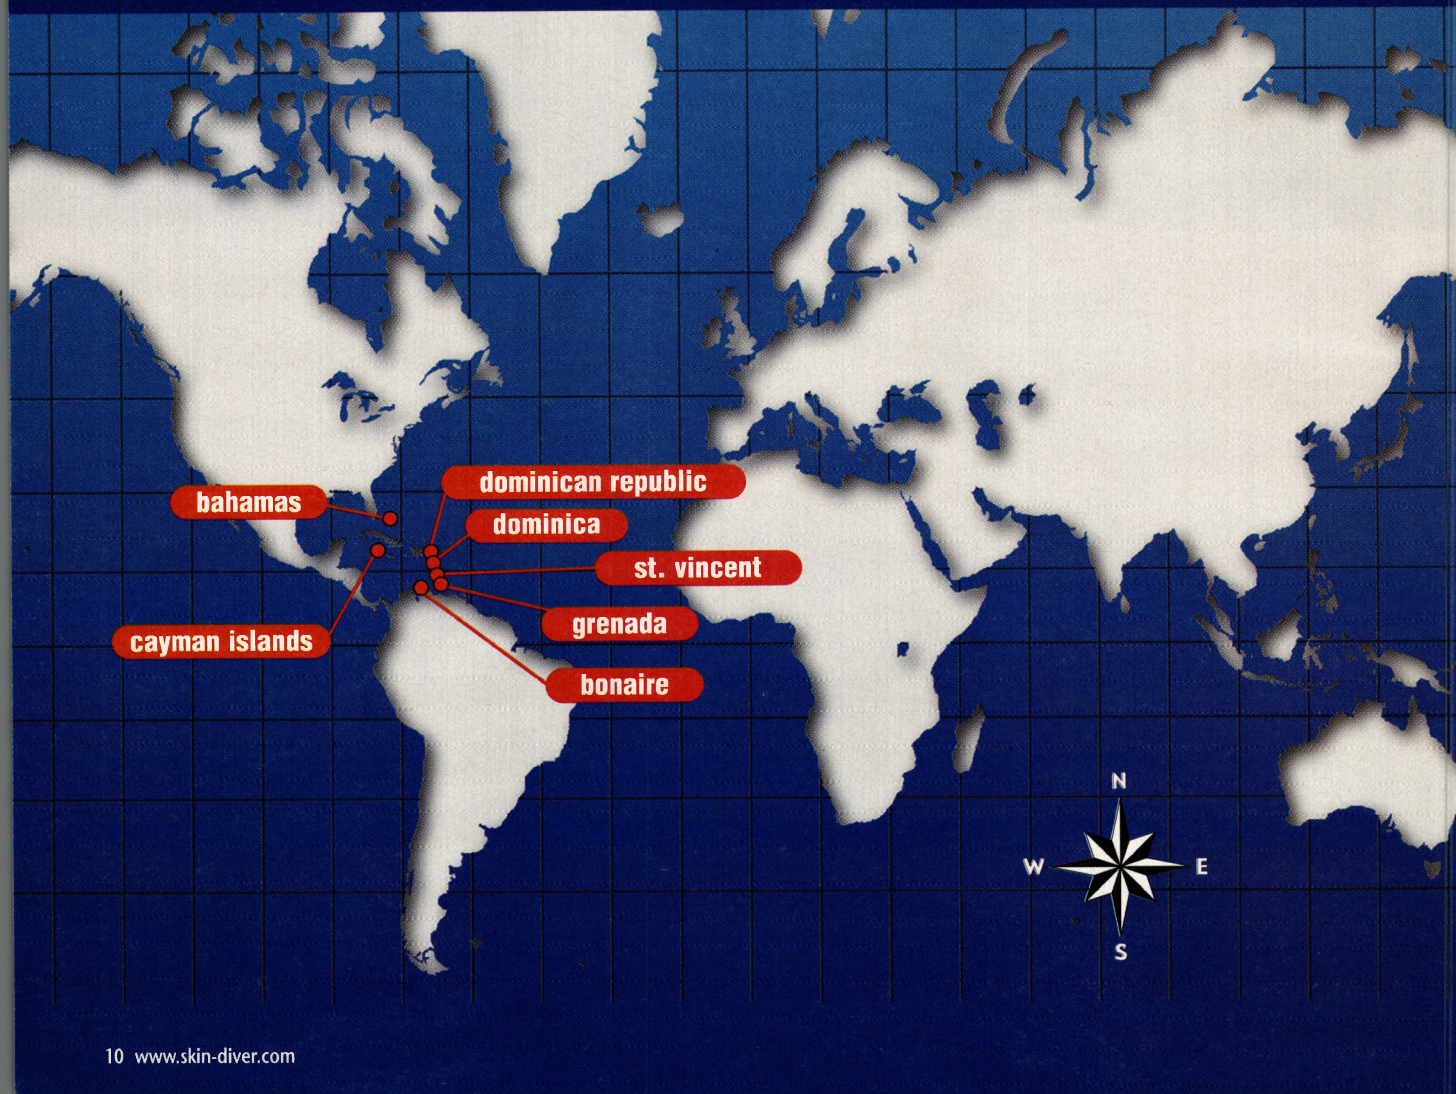 dominican republic
bahamas
dominica
st. vincent
grenada
cayman islands
bonaire
N
W E
S
10 www.skin-diver.com